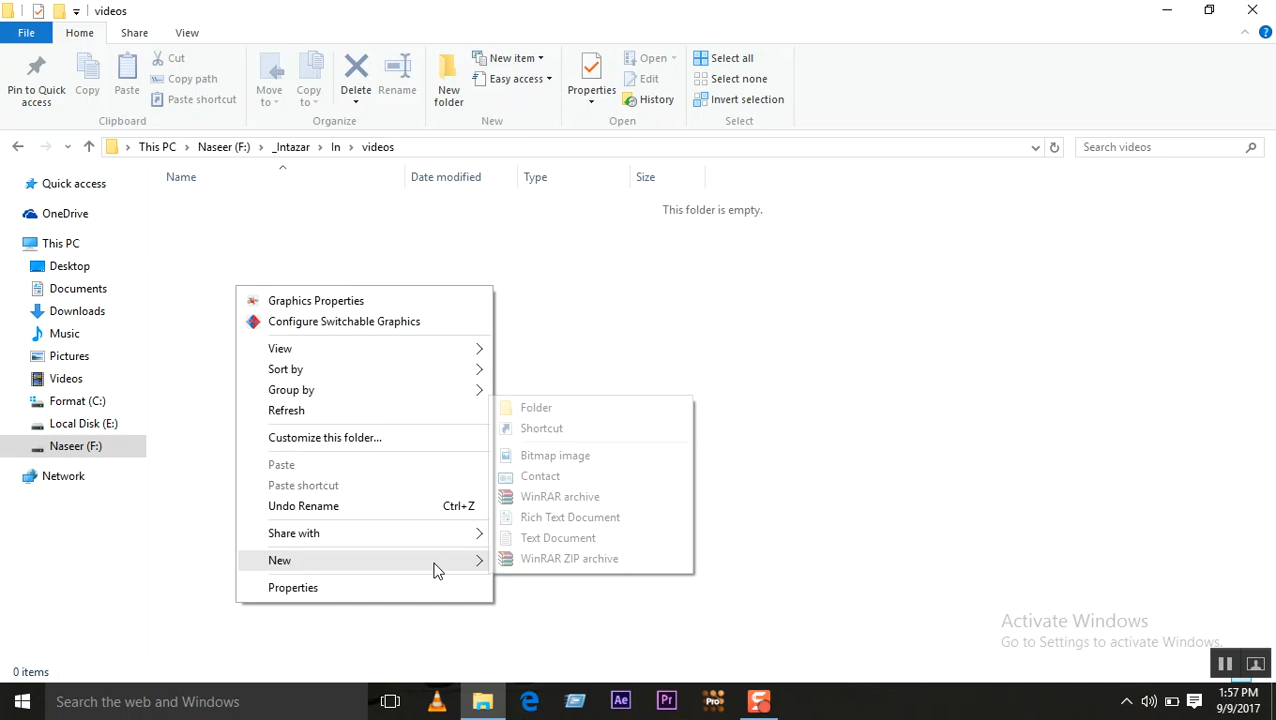 videos
File Home Share View
Pin to Quick access
Copy
Paste
Cut
Copy path
Paste shortcut
Clipboard
Move to
Copy to
Delete
Rename
Organize
New folder
New item
Easy access
New
Properties
Open
Edit
History
Open
Select all
Select none
Invert selection
Select
This PC Naseer (F:) _Intazar In videos
Search videos
Name Date modified Type Size
This folder is empty.
Quick access
OneDrive
This PC
Desktop
Documents
Downloads
Music
Pictures
Videos
Format (C:)
Local Disk (E:)
Naseer (F:)
Network
Graphics Properties
Configure Switchable Graphics
View
Sort by
Group by
Refresh
Customize this folder...
Paste
Paste shortcut
Undo Rename Ctrl+Z
Share with
New
Properties
Folder
Shortcut
Bitmap image
Contact
WinRAR archive
Rich Text Document
Text Document
WinRAR ZIP archive
Activate Windows
Go to Settings to activate Windows.
0 items
Search the web and Windows
Ae
Pr
Pro
1:57 PM
9/9/2017